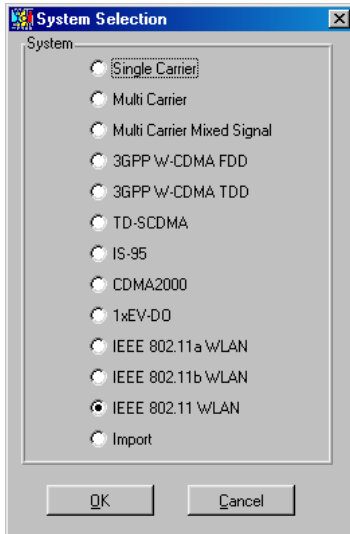 System Selection
System
Single Carrier
Multi Carrier
Multi Carrier Mixed Signal
3GPP W-CDMA FDD
3GPP W-CDMA TDD
TD-SCDMA
IS-95
CDMA2000
1xEV-DO
IEEE 802.11a WLAN
IEEE 802.11b WLAN
IEEE 802.11 WLAN
Import
OK Cancel